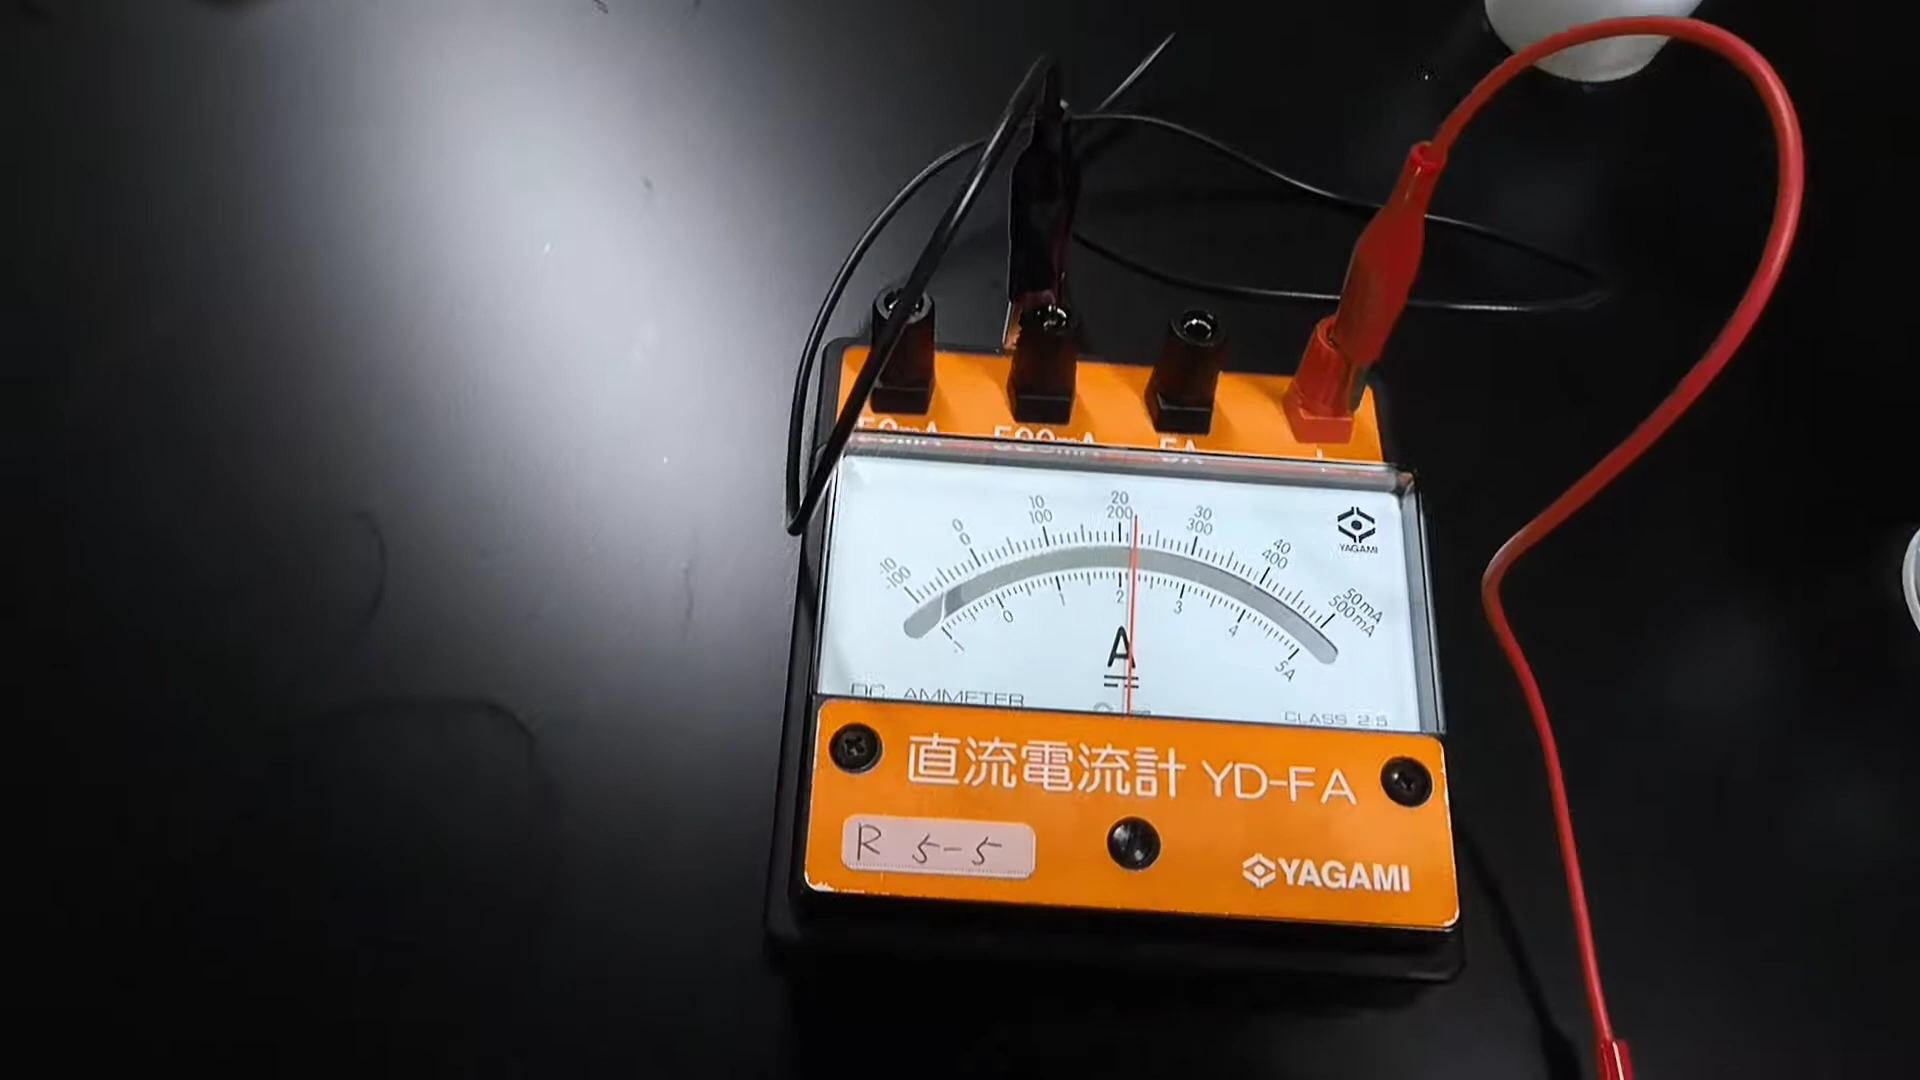 50mA 500mA 5A +
-10 0 10 20 30 40 50mA
-100 0 100 200 300 400 500mA
YAGAMI
-1 0 1 2 3 4 5A
A
DC AMMETER
CLASS 2.5
直流電流計 YD-FA
R 5-5
YAGAMI